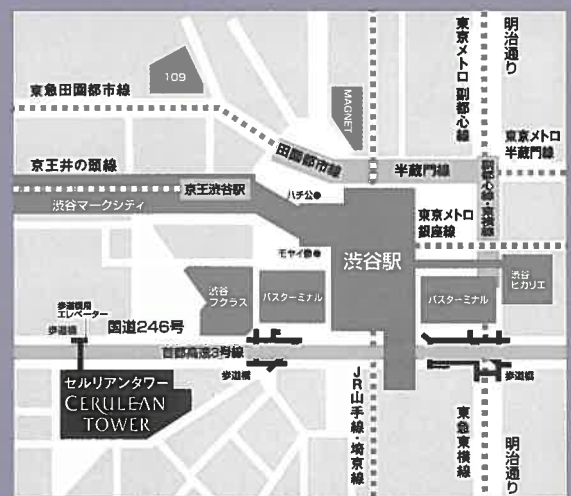 109
東急田園都市線
MAGNET
東京メトロ 副都心線
明治通り
田園都市線
半蔵門線
東京メトロ
半蔵門線
京王井の頭線
京王渋谷駅
渋谷マークシティ
ハチ公
副都心線・東横線
東京メトロ
銀座線
モヤイ像
渋谷駅
渋谷
フクラス
バスターミナル
バスターミナル
渋谷
ヒカリエ
歩道橋用
エレベーター
歩道橋
国道246号
首都高速3号線
歩道橋
歩道橋
セルリアンタワー
CERULEAN
TOWER
JR山手線・埼京線
東急東横線
明治通り